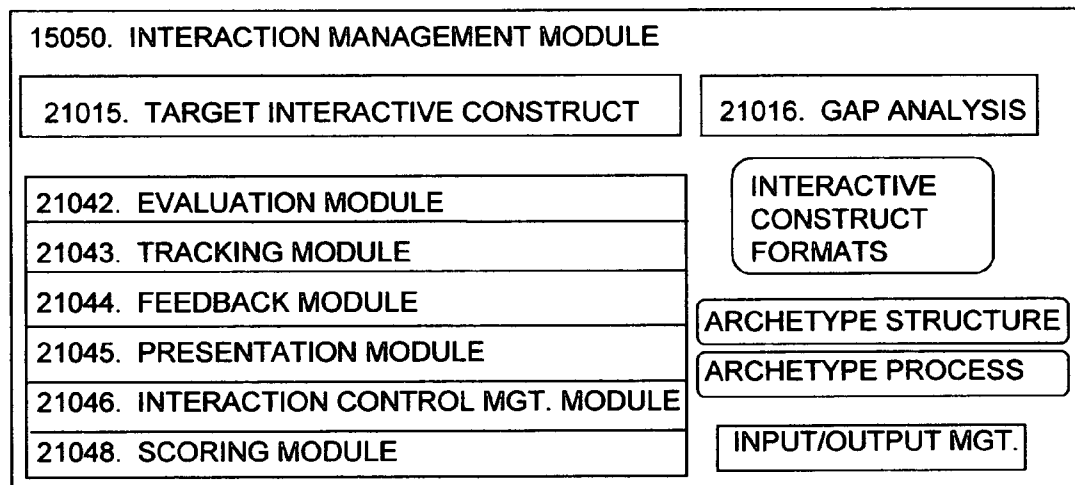 15050. INTERACTION MANAGEMENT MODULE
21015. TARGET INTERACTIVE CONSTRUCT
21016. GAP ANALYSIS
21042. EVALUATION MODULE
21043. TRACKING MODULE
21044. FEEDBACK MODULE
21045. PRESENTATION MODULE
21046. INTERACTION CONTROL MGT. MODULE
21048. SCORING MODULE
INTERACTIVE
CONSTRUCT
FORMATS
ARCHETYPE STRUCTURE
ARCHETYPE PROCESS
INPUT/OUTPUT MGT.